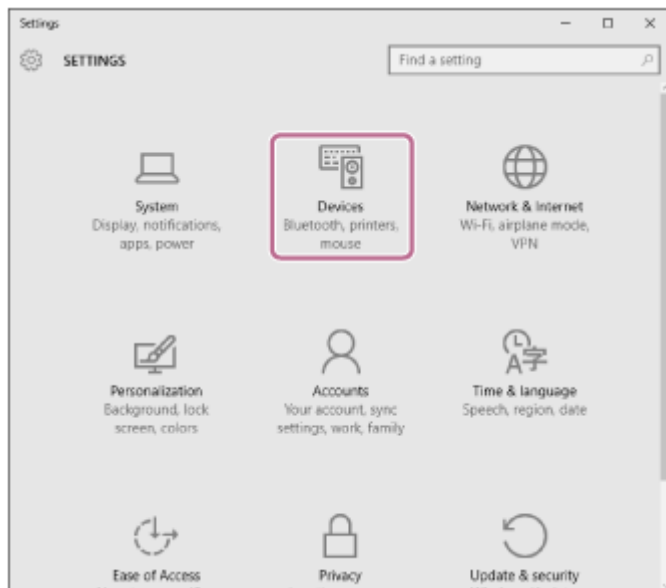 Settings
SETTINGS
Find a setting
System
Display, notifications,
apps, power
Devices
Bluetooth, printers,
mouse
Network & Internet
Wi-Fi, airplane mode,
VPN
Personalization
Background, lock
screen, colors
Accounts
Your account, sync
settings, work, family
A字
Time & language
Speech, region, date
Ease of Access
Privacy
Update & security